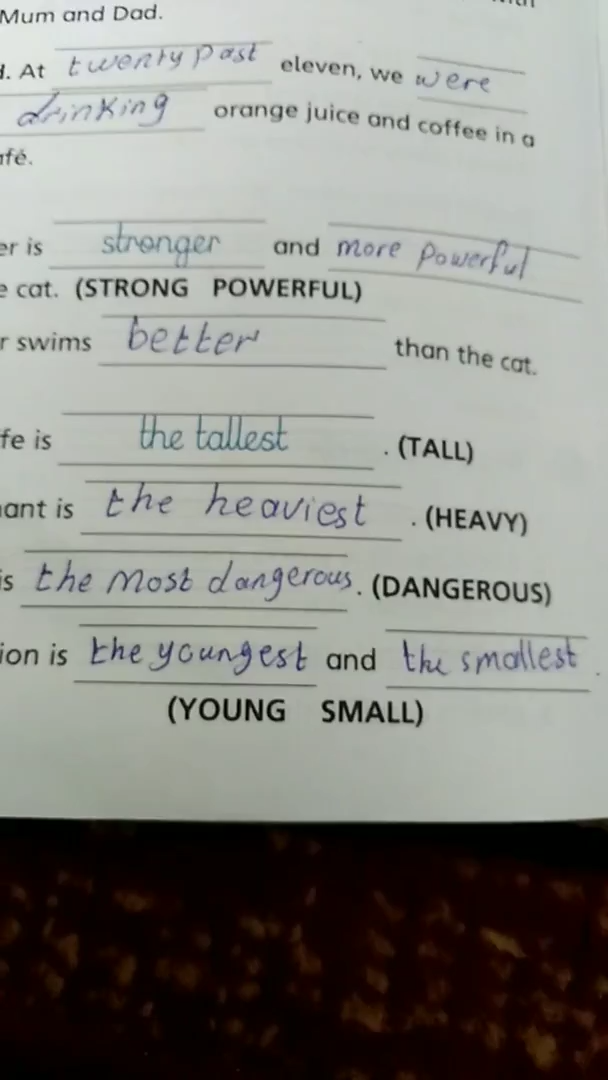 Mum and Dad.
d. At twenty past eleven, we were
drinking orange juice and coffee in a
afé.
er is stronger and more powerful
e cat. (STRONG POWERFUL)
r swims better than the cat.
fe is the tallest . (TALL)
ant is the heaviest . (HEAVY)
is the most dangerous . (DANGEROUS)
ion is the youngest and the smallest .
(YOUNG SMALL)